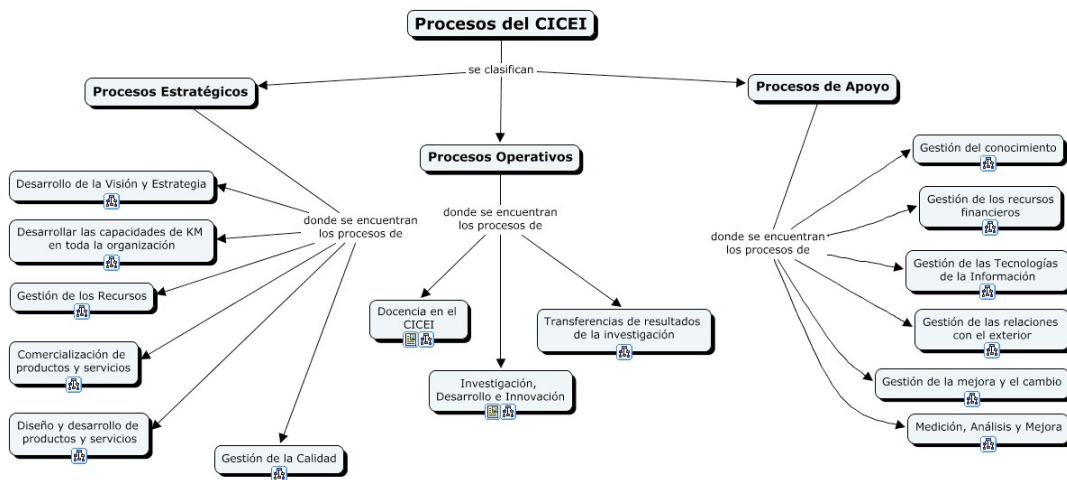 Procesos del CICEI
se clasifican
Procesos Estratégicos
Procesos de Apoyo
Procesos Operativos
donde se encuentran
los procesos de
Desarrollo de la Visión y Estrategia
Desarrollar las capacidades de KM
en toda la organización
Gestión de los Recursos
Comercialización de
productos y servicios
Diseño y desarrollo de
productos y servicios
Gestión de la Calidad
donde se encuentran
los procesos de
Docencia en el
CICEI
Investigación,
Desarrollo e Innovación
Transferencias de resultados
de la investigación
donde se encuentran
los procesos de
Gestión del conocimiento
Gestión de los recursos
financieros
Gestión de las Tecnologías
de la Información
Gestión de las relaciones
con el exterior
Gestión de la mejora y el cambio
Medición, Análisis y Mejora